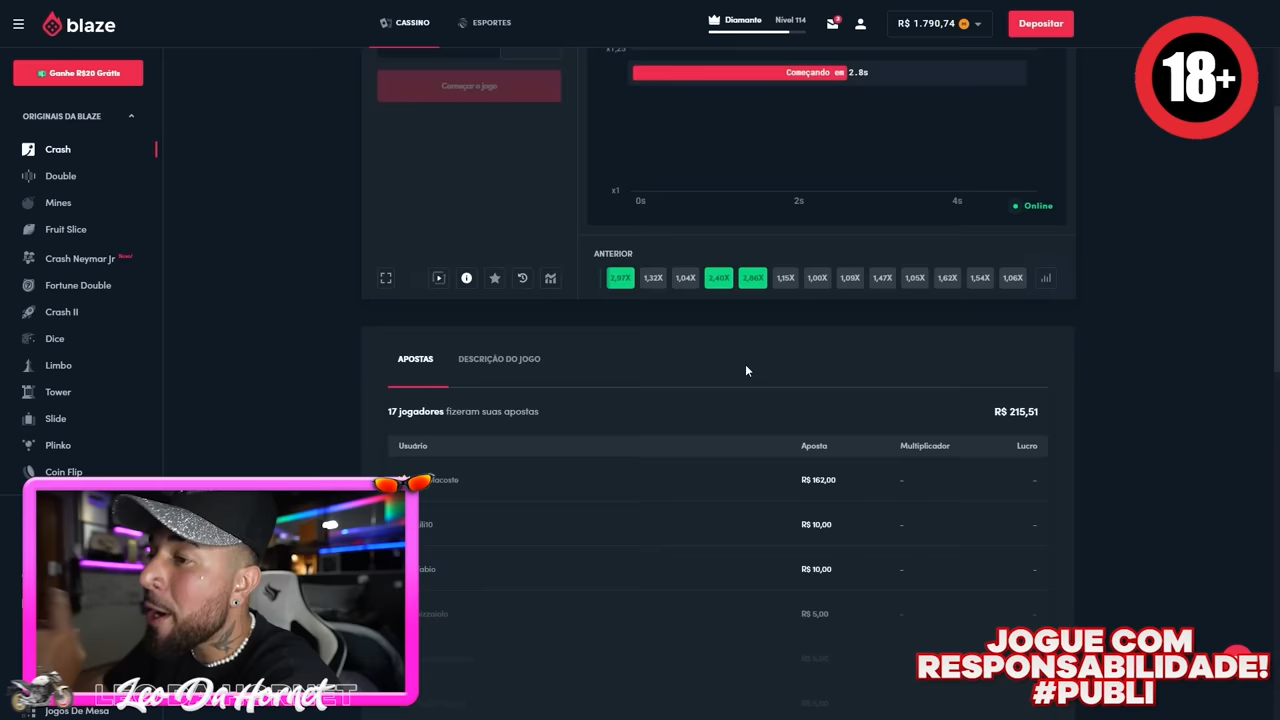 blaze
CASSINO
ESPORTES
Diamante Nível 114
R$ 1.790,74
Depositar
18+
Ganhe R$20 Grátis
ORIGINAIS DA BLAZE
Crash
Double
Mines
Fruit Slice
Crash Neymar Jr
Fortune Double
Crash II
Dice
Limbo
Tower
Slide
Plinko
Coin Flip
Jogos De Mesa
Começar o jogo
x1,25
Começando em 2.8s
x1
0s 2s 4s
Online
ANTERIOR
2,97X 1,32X 1,04X 2,40X 2,86X 1,15X 1,00X 1,09X 1,47X 1,05X 1,62X 1,54X 1,06X
APOSTAS
DESCRIÇÃO DO JOGO
17 jogadores fizeram suas apostas R$ 215,51
Usuário Aposta Multiplicador Lucro
R$ 162,00 - -
R$ 10,00 - -
R$ 10,00 - -
R$ 5,00 - -
Leo Da Hornet
JOGUE COM
RESPONSABILIDADE!
#PUBLI